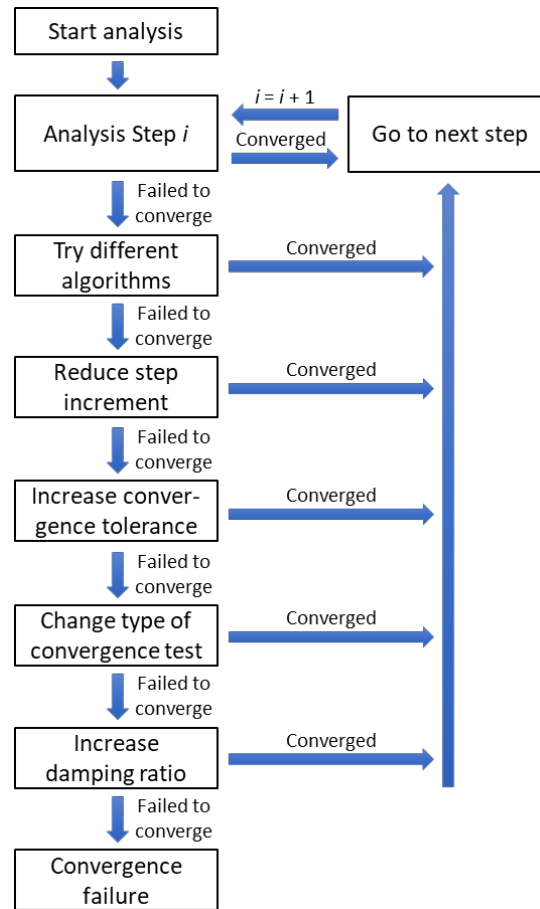 Start analysis
i = i + 1
Analysis Step i
Converged
Go to next step
Failed to
converge
Try different
algorithms
Converged
Failed to
converge
Reduce step
increment
Converged
Failed to
converge
Increase conver-
gence tolerance
Converged
Failed to
converge
Change type of
convergence test
Converged
Failed to
converge
Increase
damping ratio
Converged
Failed to
converge
Convergence
failure